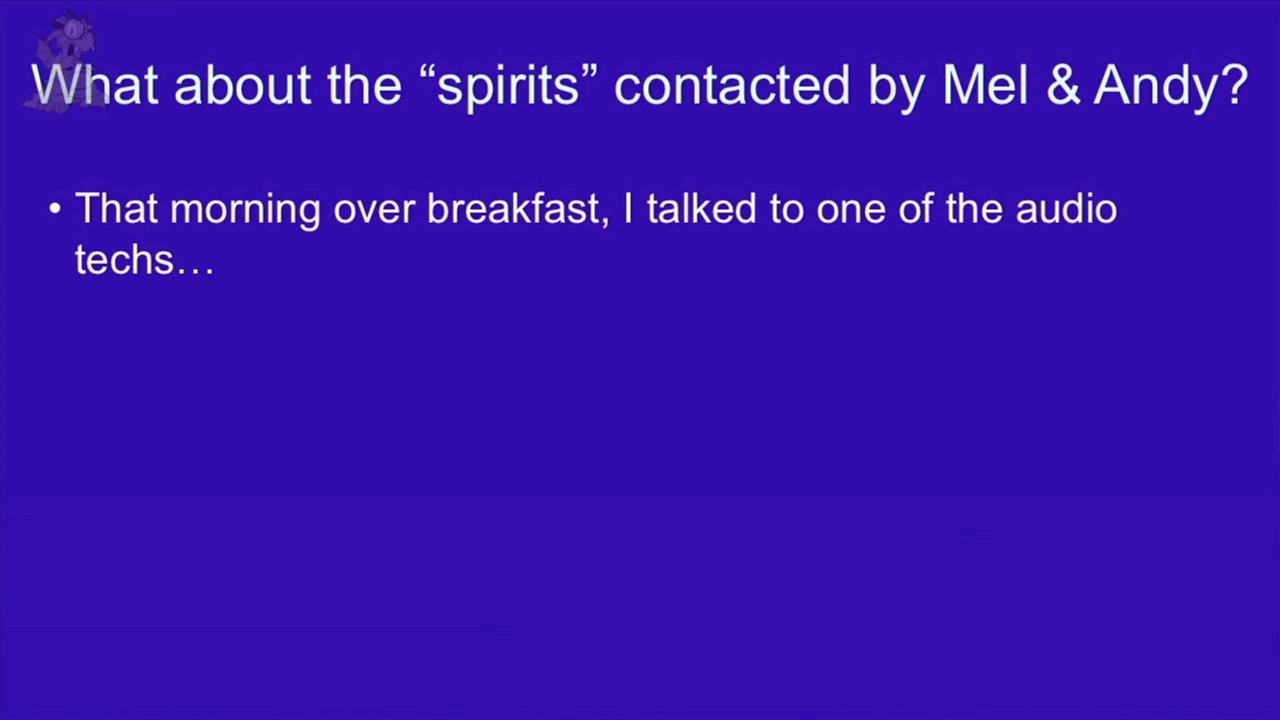 What about the “spirits” contacted by Mel & Andy?
• That morning over breakfast, I talked to one of the audio
techs…